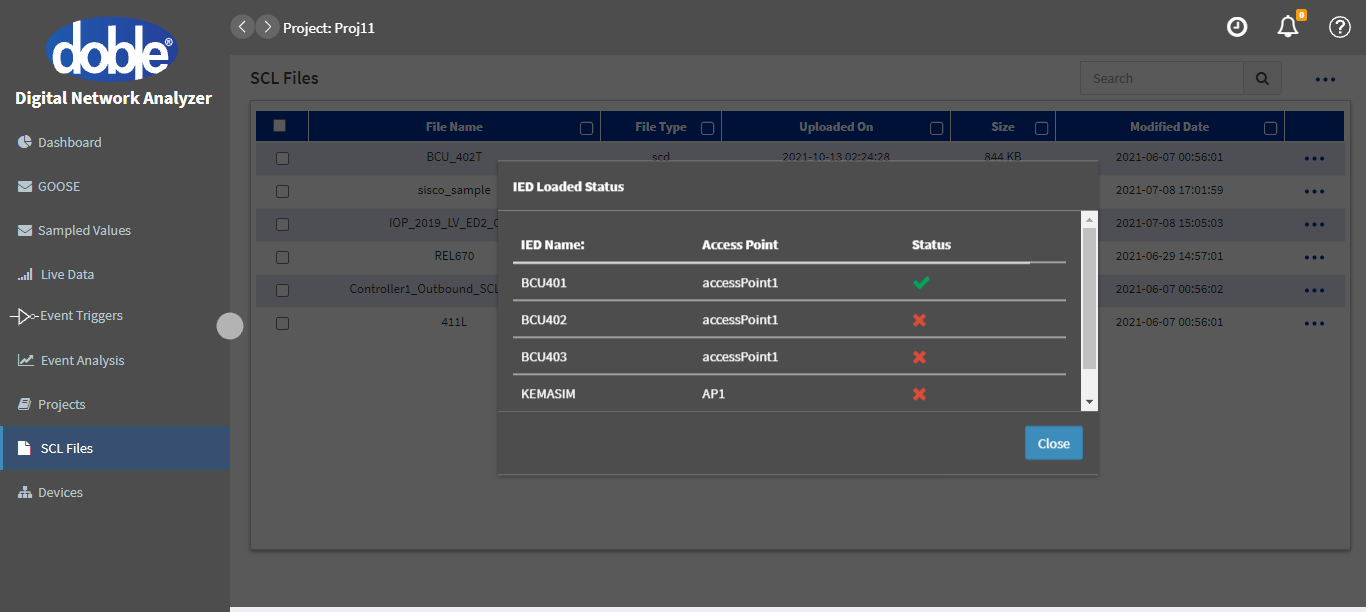 doble®
Digital Network Analyzer
Dashboard
GOOSE
Sampled Values
Live Data
Event Triggers
Event Analysis
Projects
SCL Files
Devices
Project: Proj11
0
SCL Files
Search
File Name File Type Uploaded On Size Modified Date
BCU_402T scd 2021-10-13 02:24:28 844 KB 2021-06-07 00:56:01
sisco_sample 2021-07-08 17:01:59
IOP_2019_LV_ED2_ 2021-07-08 15:05:03
REL670 2021-06-29 14:57:01
Controller1_Outbound_SCL 2021-06-07 00:56:02
411L 2021-06-07 00:56:01
IED Loaded Status
IED Name: Access Point Status
BCU401 accessPoint1
BCU402 accessPoint1
BCU403 accessPoint1
KEMASIM AP1
Close